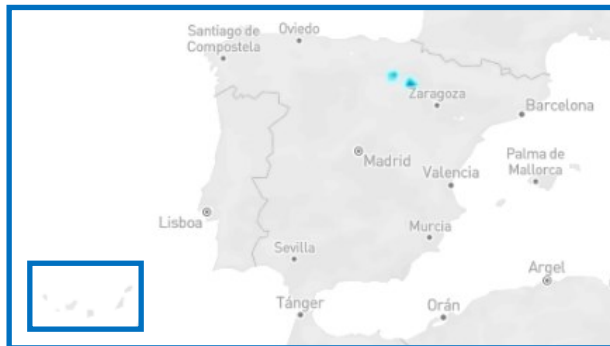 Santiago de
Compostela
Oviedo
Zaragoza
Barcelona
Madrid
Palma de
Mallorca
Valencia
Lisboa
Murcia
Sevilla
Argel
Tánger
Orán